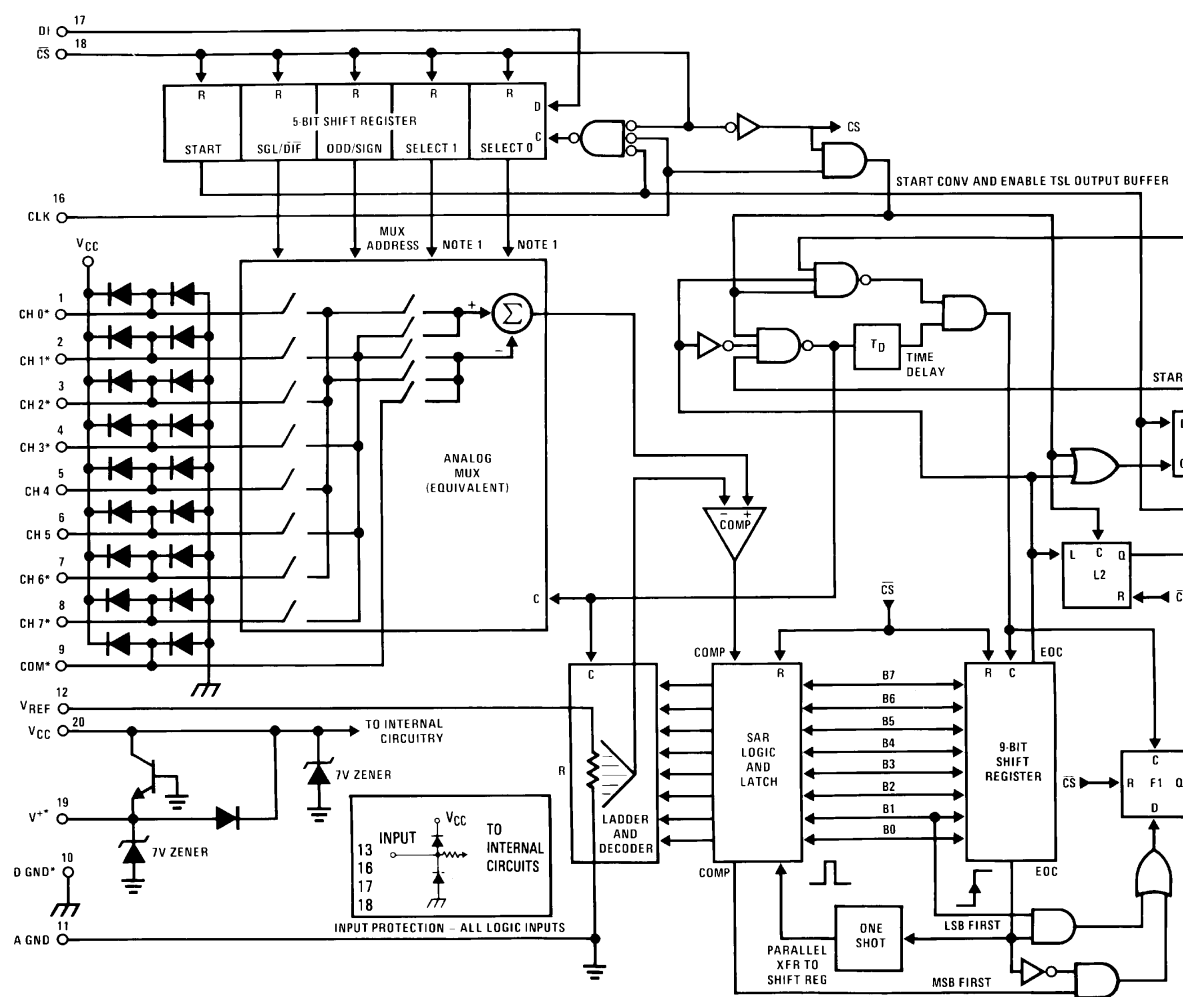 DI 17
C̅S̅ 18
R R R R R
D
5-BIT SHIFT REGISTER
C
START SGL/D̅I̅F̅ ODD/SIGN SELECT 1 SELECT 0
CS
START CONV AND ENABLE TSL OUTPUT BUFFER
CLK 16
MUX
ADDRESS
NOTE 1
NOTE 1
VCC
1
CH 0*
2
CH 1*
3
CH 2*
4
CH 3*
5
CH 4
6
CH 5
7
CH 6*
8
CH 7*
9
COM*
+
Σ
−
ANALOG
MUX
(EQUIVALENT)
C
TD
TIME
DELAY
STAR
− +
COMP
L C Q
L2
R
C̅S̅
COMP
R
R C
EOC
B7
B6
B5
B4
B3
B2
B1
B0
SAR
LOGIC
AND
LATCH
9-BIT
SHIFT
REGISTER
C̅S̅
C
R F1 Q
D
COMP
EOC
12
VREF
20
VCC
TO INTERNAL
CIRCUITRY
7V ZENER
19
V+*
7V ZENER
10
D GND*
11
A GND
C
R
LADDER
AND
DECODER
VCC
INPUT
TO
INTERNAL
CIRCUITS
13
16
17
18
INPUT PROTECTION – ALL LOGIC INPUTS
ONE
SHOT
PARALLEL
XFR TO
SHIFT REG
LSB FIRST
MSB FIRST